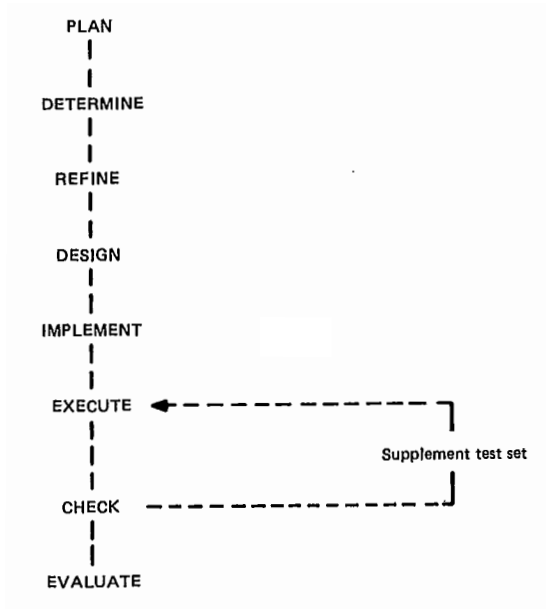 PLAN
DETERMINE
REFINE
DESIGN
IMPLEMENT
EXECUTE
Supplement test set
CHECK
EVALUATE